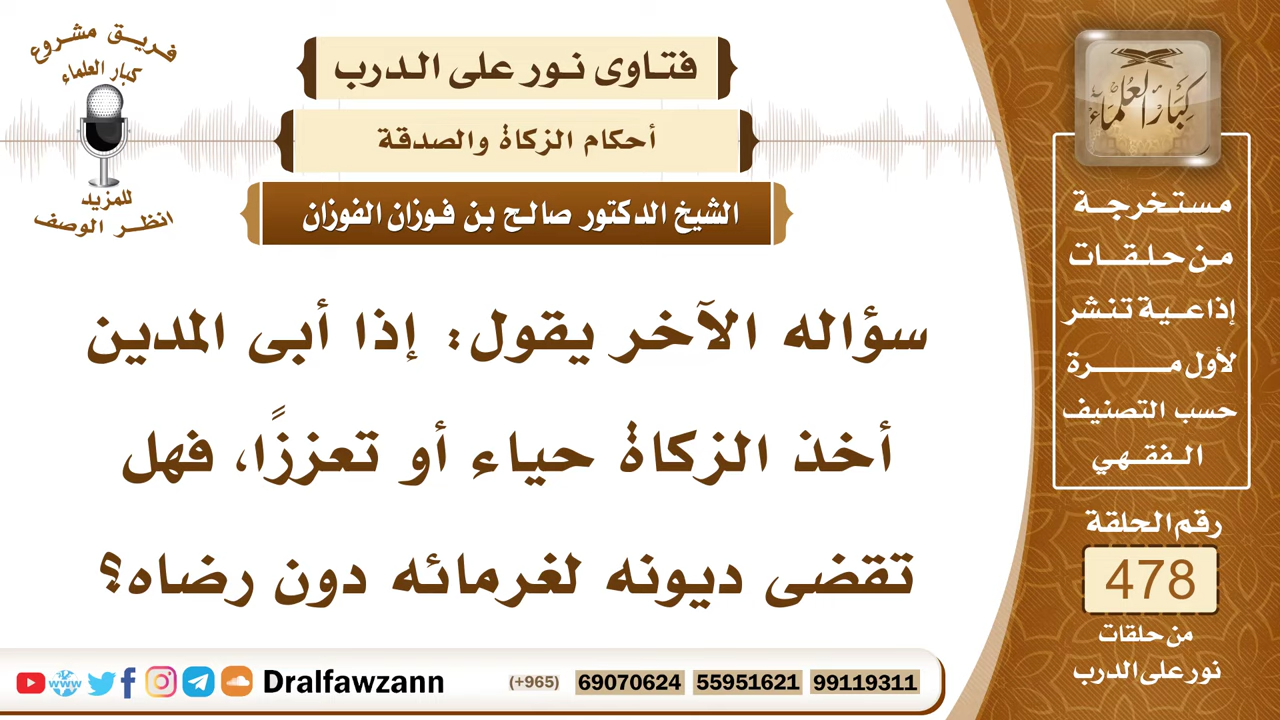 فريق مشروع
كبار العلماء
للمزيد
انظر الوصف
فتاوى نور على الدرب
أحكام الزكاة والصدقة
الشيخ الدكتور صالح بن فوزان الفوزان
سؤاله الآخر يقول: إذا أبى المدين
أخذ الزكاة حياء أو تعززًا، فهل
تقضى ديونه لغرمائه دون رضاه؟
كبار العلماء
مستخرجة
من حلقات
إذاعية تنشر
لأول مرة
حسب التصنيف
الفقهي
رقم الحلقة
478
من حلقات
نور على الدرب
www Dralfawzann (+965) 69070624 55951621 99119311